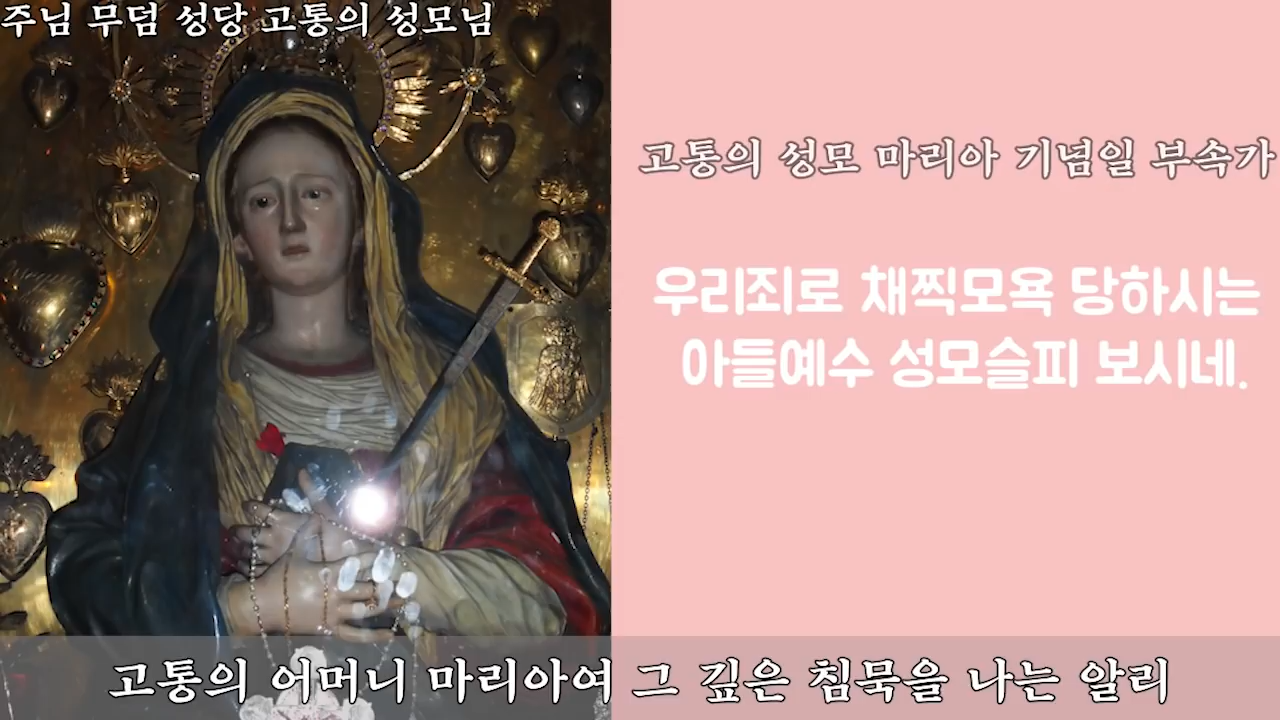 주님 무덤 성당 고통의 성모님
고통의 성모 마리아 기념일 부속가
우리죄로 채찍모욕 당하시는
아들예수 성모슬피 보시네.
고통의 어머니 마리아여 그 깊은 침묵을 나는 알리